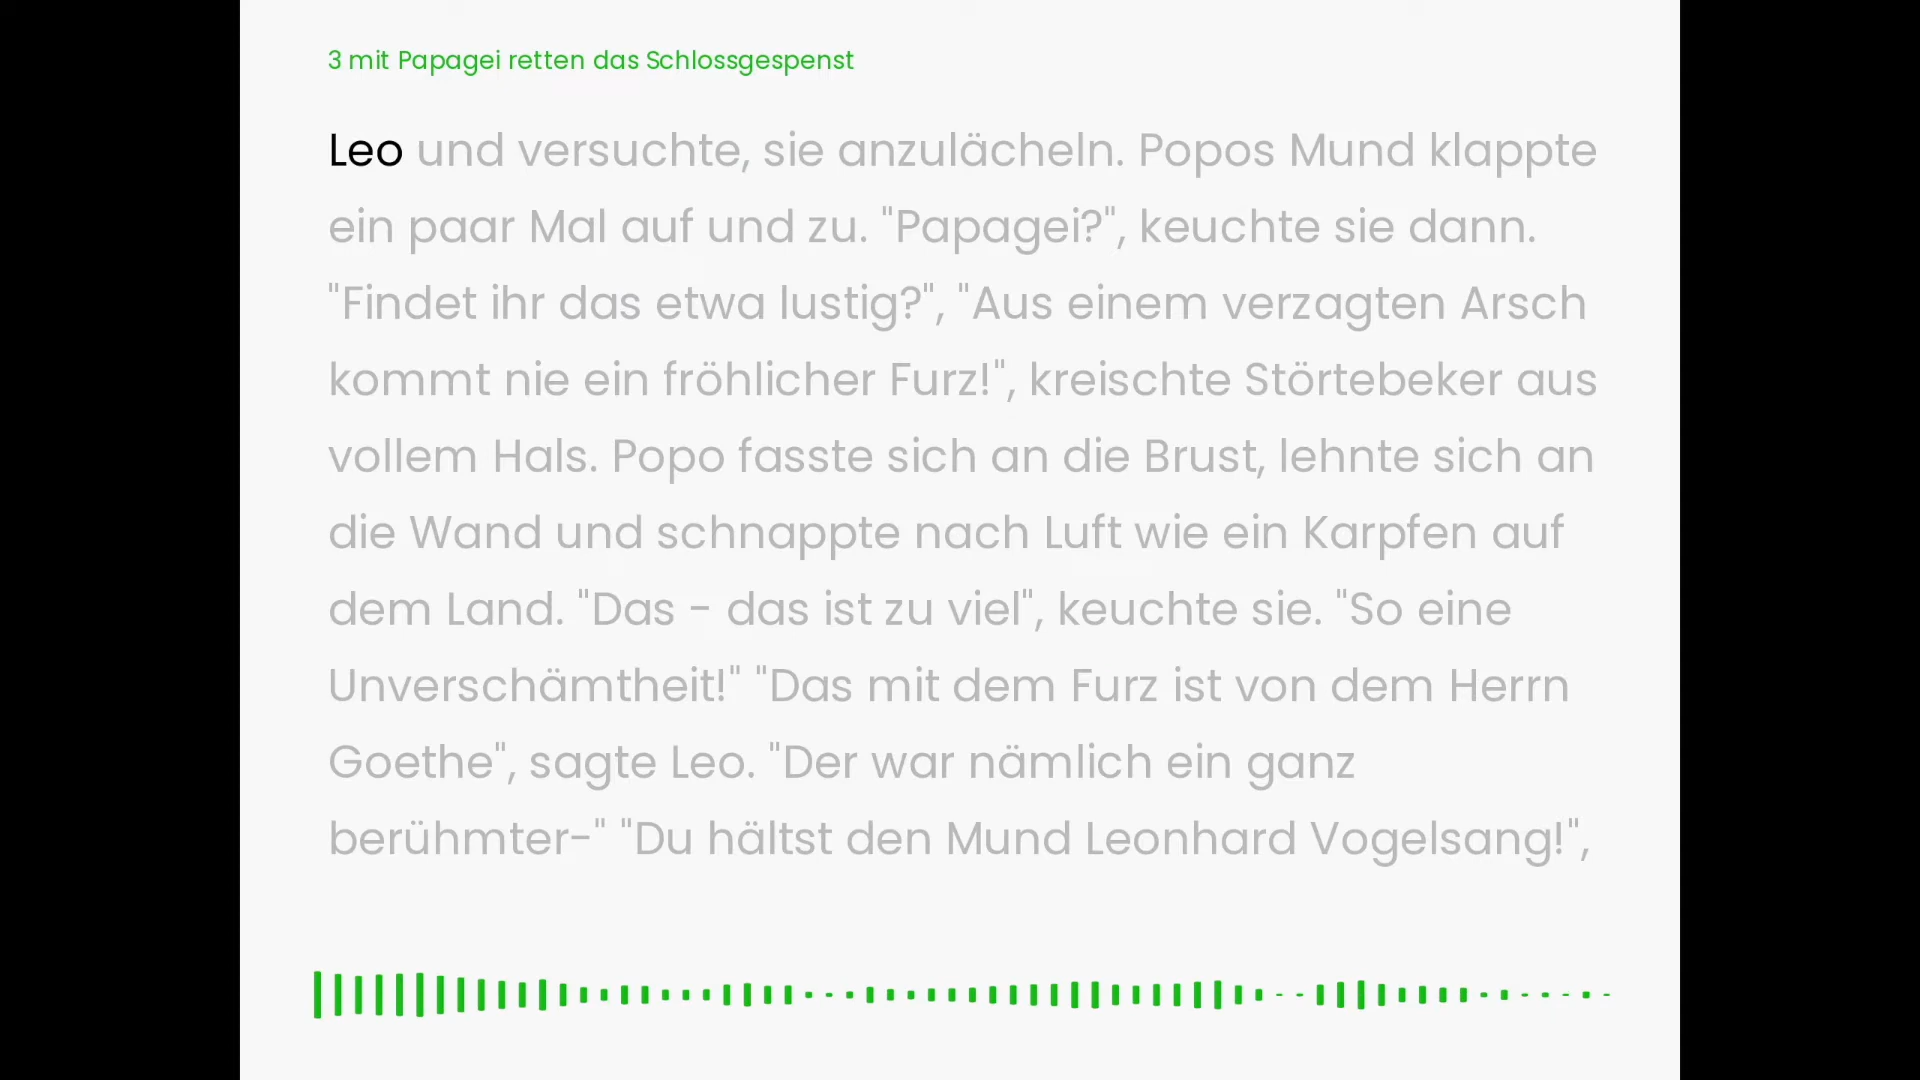 3 mit Papagei retten das Schlossgespenst
Leo und versuchte, sie anzulächeln. Popos Mund klappte
ein paar Mal auf und zu. "Papagei?", keuchte sie dann.
"Findet ihr das etwa lustig?", "Aus einem verzagten Arsch
kommt nie ein fröhlicher Furz!", kreischte Störtebeker aus
vollem Hals. Popo fasste sich an die Brust, lehnte sich an
die Wand und schnappte nach Luft wie ein Karpfen auf
dem Land. "Das - das ist zu viel", keuchte sie. "So eine
Unverschämtheit!" "Das mit dem Furz ist von dem Herrn
Goethe", sagte Leo. "Der war nämlich ein ganz
berühmter-" "Du hältst den Mund Leonhard Vogelsang!",